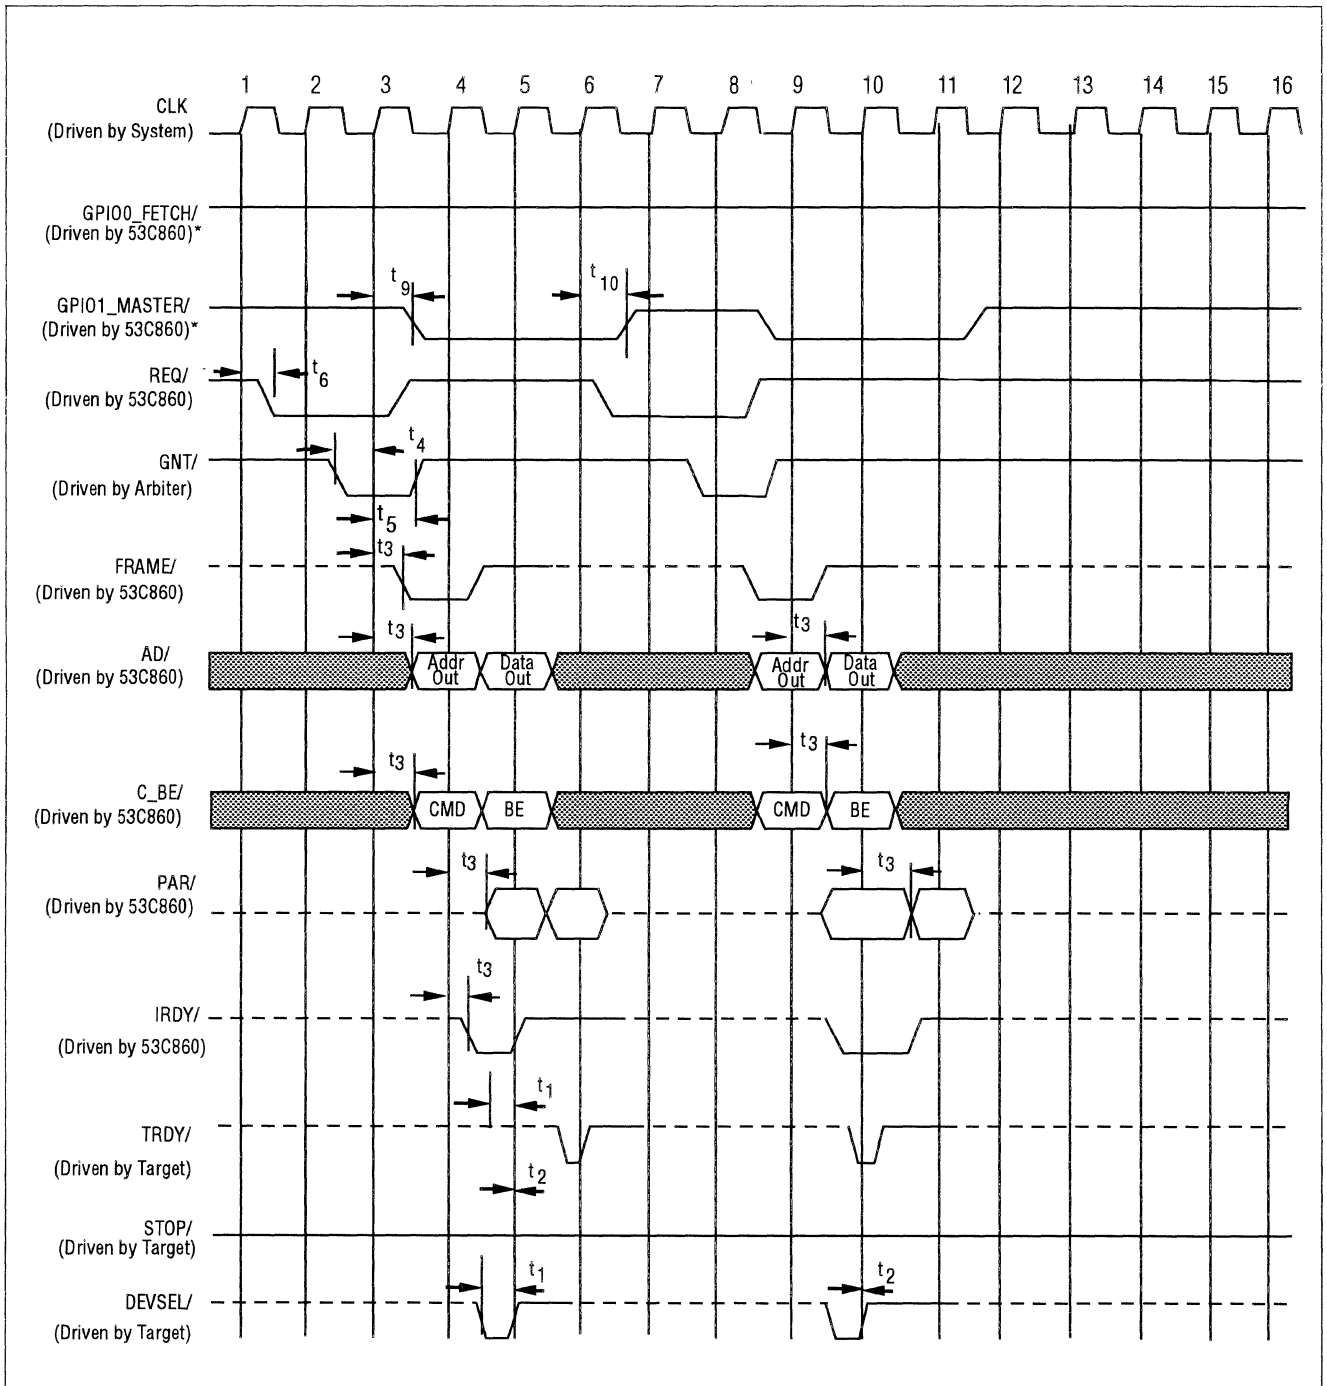 1 2 3 4 5 6 7 8 9 10 11 12 13 14 15 16
CLK
(Driven by System)
GPIO0_FETCH/
(Driven by 53C860)*
t9 t10
GPIO1_MASTER/
(Driven by 53C860)*
t6
REQ/
(Driven by 53C860)
t4
GNT/
(Driven by Arbiter)
t5
t3
FRAME/
(Driven by 53C860)
t3 t3
AD/
(Driven by 53C860)
Addr Data Addr Data
Out Out Out Out
t3 t3
C_BE/
(Driven by 53C860)
CMD BE CMD BE
t3 t3
PAR/
(Driven by 53C860)
t3
IRDY/
(Driven by 53C860)
t1
TRDY/
(Driven by Target)
t2
STOP/
(Driven by Target)
t1 t2
DEVSEL/
(Driven by Target)